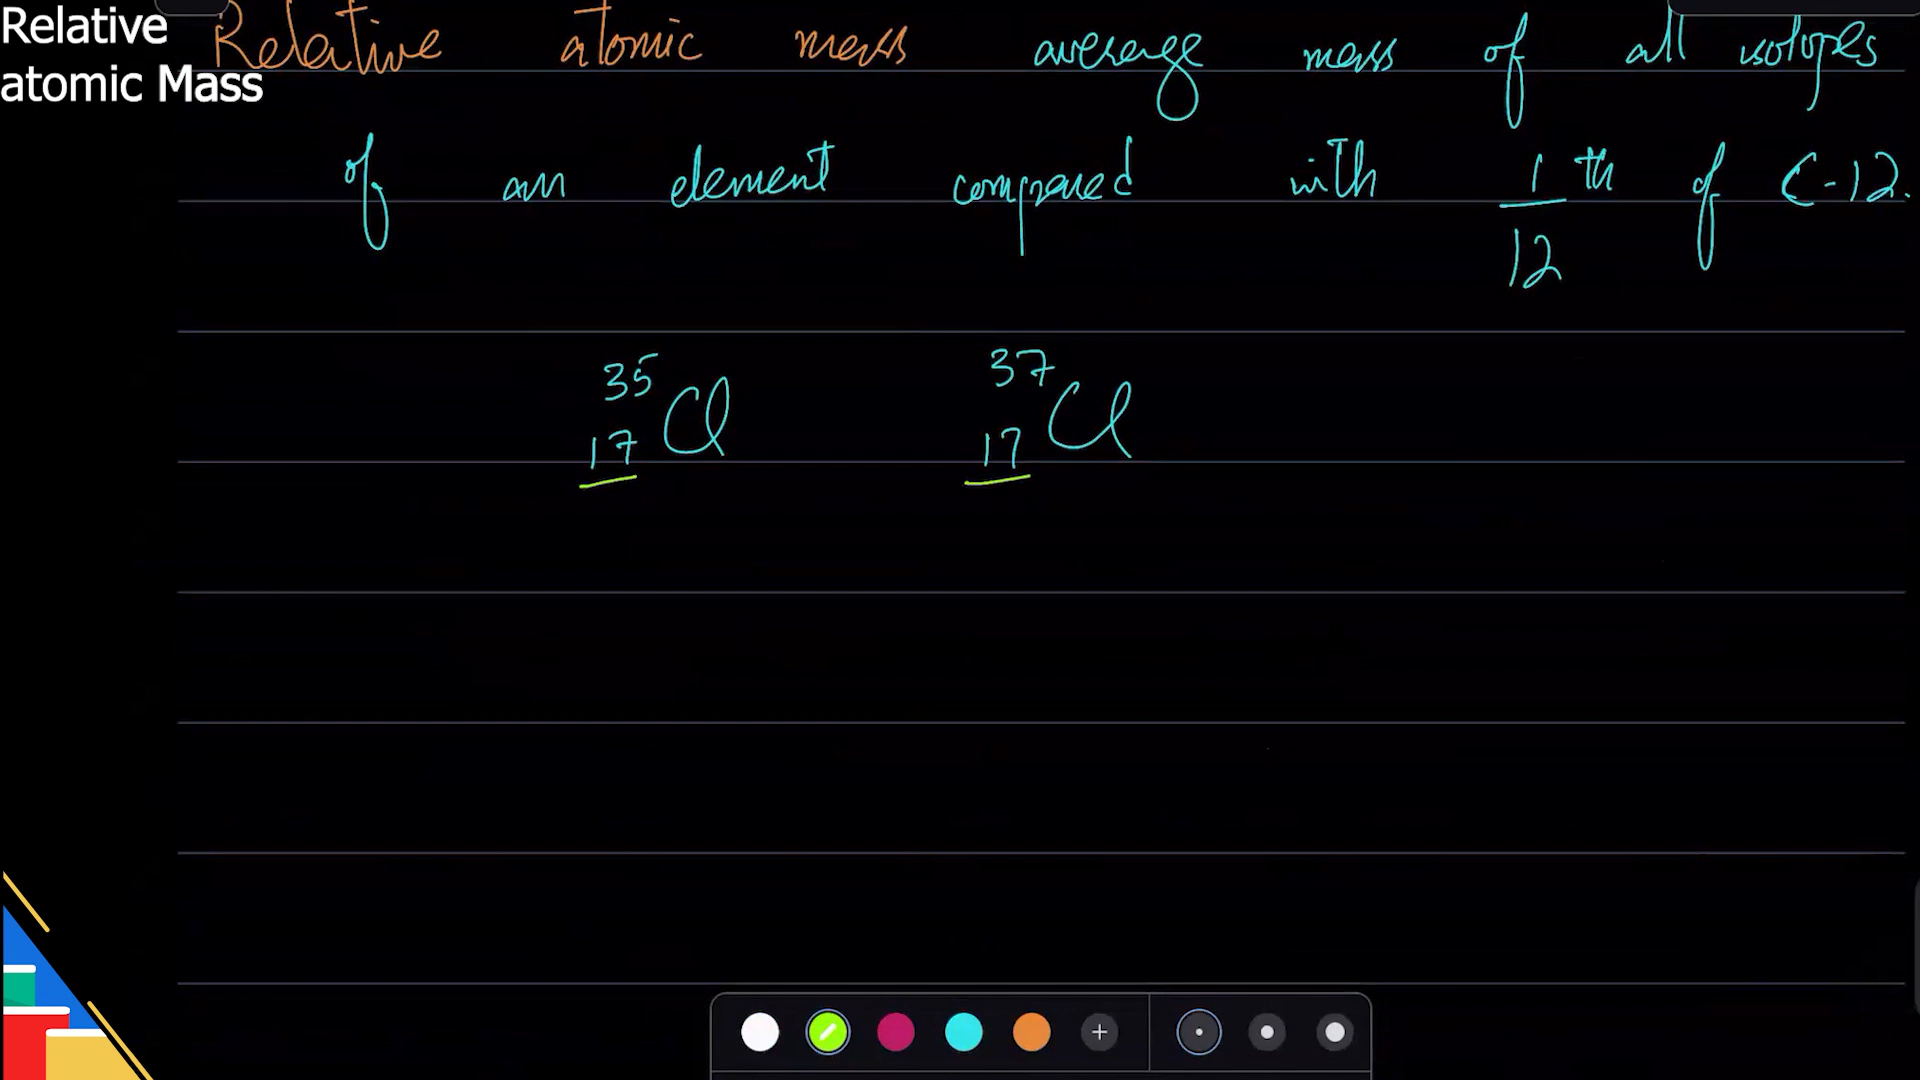 Relative
atomic Mass
Relative atomic mass average mass of all isotopes
of an element compared with 1/12 th of C-12.
35 17 Cl 37 17 Cl